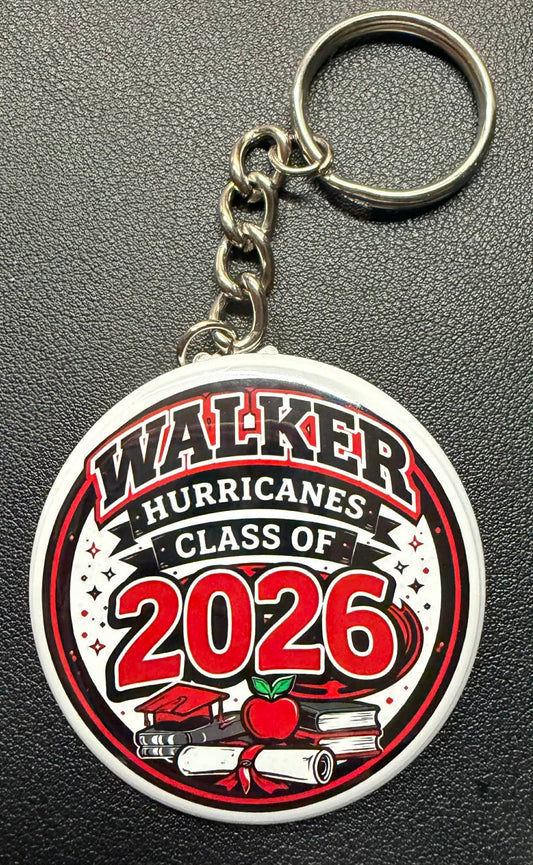 WALKER
HURRICANES
CLASS OF
2026